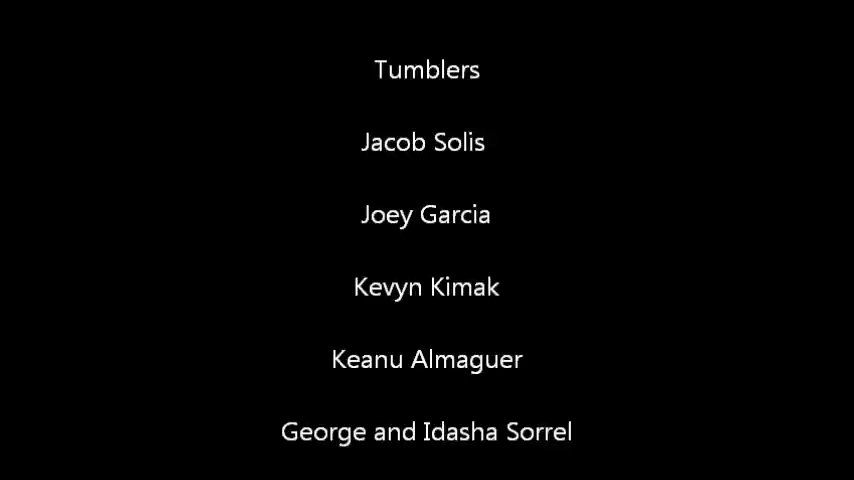 Tumblers
Jacob Solis
Joey Garcia
Kevyn Kimak
Keanu Almaguer
George and Idasha Sorrel